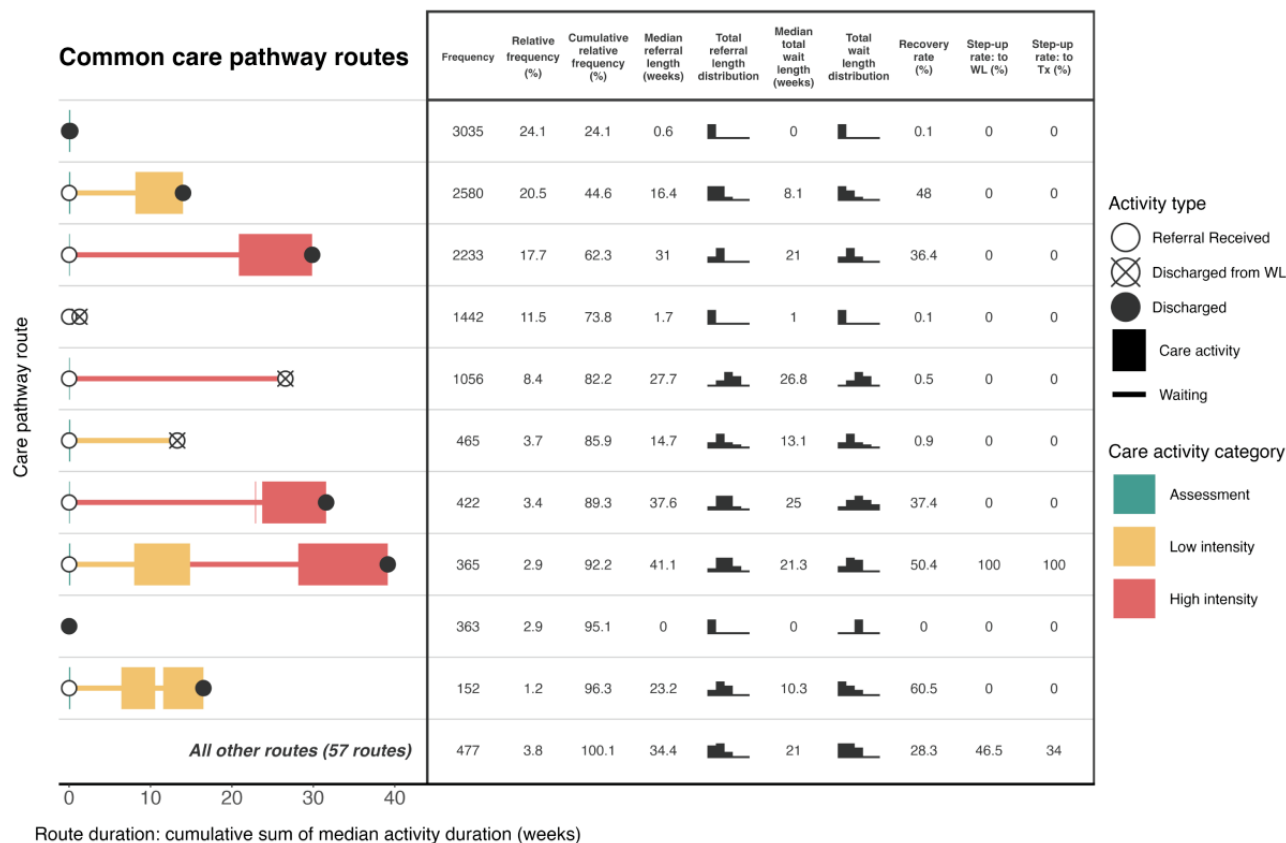 Common care pathway routes
Frequency
Relative frequency (%)
Cumulative relative frequency (%)
Median referral length (weeks)
Total referral length distribution
Median total wait length (weeks)
Total wait length distribution
Recovery rate (%)
Step-up rate: to WL (%)
Step-up rate: to Tx (%)
3035 24.1 24.1 0.6 0 0.1 0 0
2580 20.5 44.6 16.4 8.1 48 0 0
2233 17.7 62.3 31 21 36.4 0 0
1442 11.5 73.8 1.7 1 0.1 0 0
1056 8.4 82.2 27.7 26.8 0.5 0 0
465 3.7 85.9 14.7 13.1 0.9 0 0
422 3.4 89.3 37.6 25 37.4 0 0
365 2.9 92.2 41.1 21.3 50.4 100 100
363 2.9 95.1 0 0 0 0 0
152 1.2 96.3 23.2 10.3 60.5 0 0
All other routes (57 routes) 477 3.8 100.1 34.4 21 28.3 46.5 34
0 10 20 30 40
Route duration: cumulative sum of median activity duration (weeks)
Care pathway route
Activity type
Referral Received
Discharged from WL
Discharged
Care activity
Waiting
Care activity category
Assessment
Low intensity
High intensity